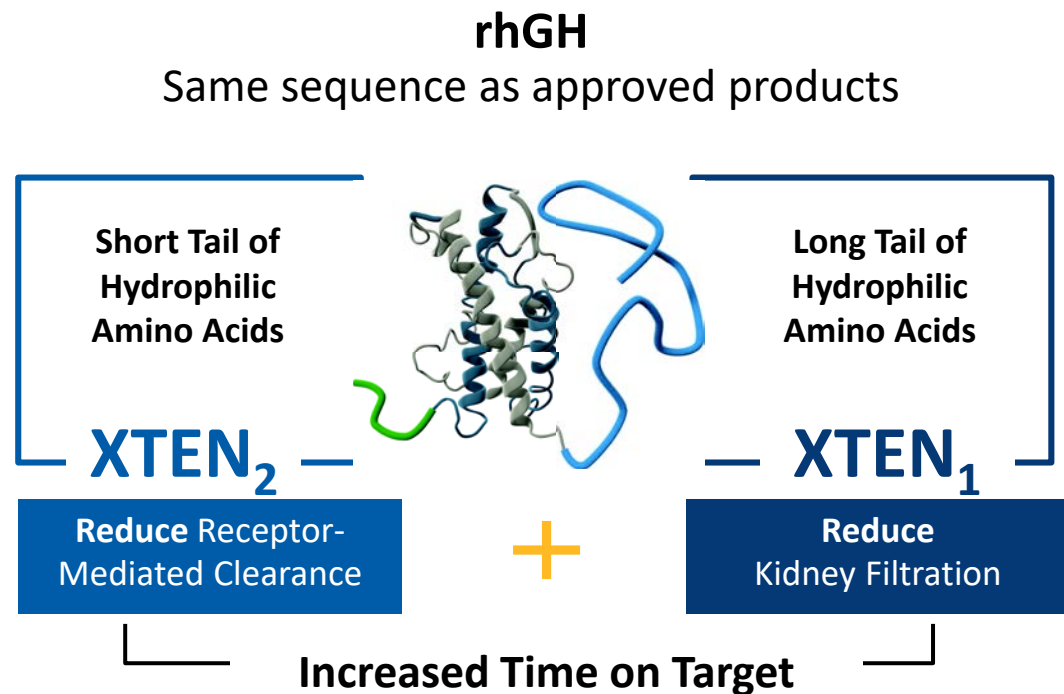 rhGH
Same sequence as approved products
Short Tail of
Hydrophilic
Amino Acids
XTEN₂
Reduce Receptor-
Mediated Clearance
+
Long Tail of
Hydrophilic
Amino Acids
XTEN₁
Reduce
Kidney Filtration
Increased Time on Target